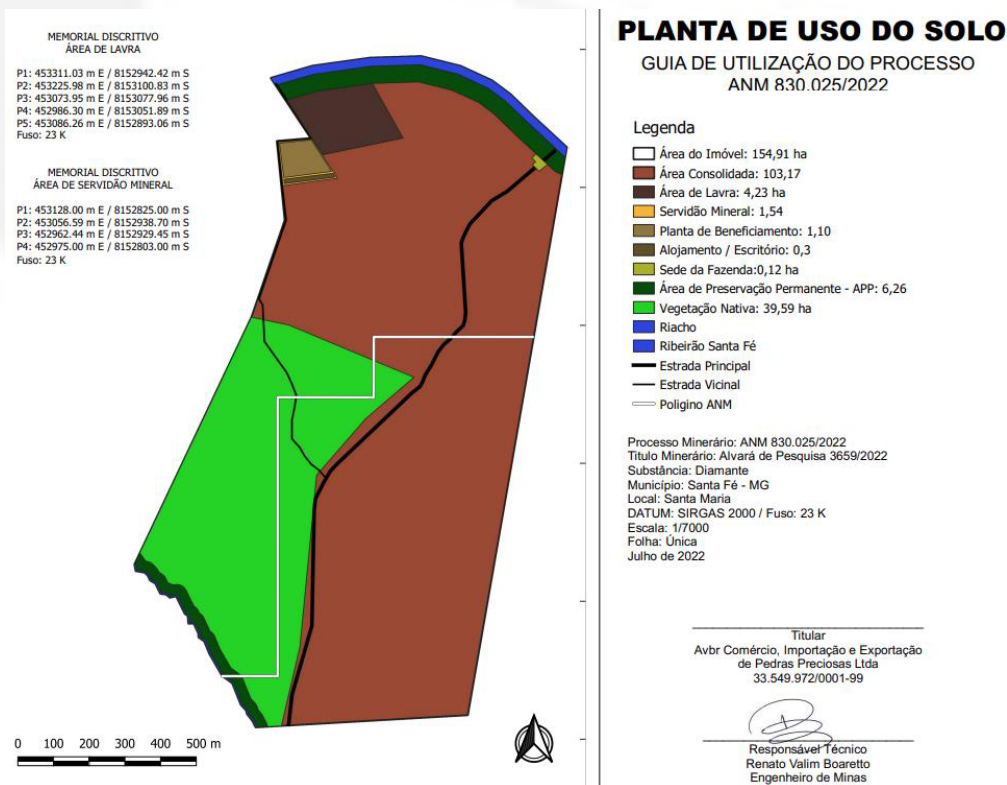 MEMORIAL DISCRITIVO
ÁREA DE LAVRA
P1: 453311.03 m E / 8152942.42 m S
P2: 453225.98 m E / 8153100.83 m S
P3: 453073.95 m E / 8153077.96 m S
P4: 452986.30 m E / 8153051.89 m S
P5: 453086.26 m E / 8152893.06 m S
Fuso: 23 K
MEMORIAL DISCRITIVO
ÁREA DE SERVIDÃO MINERAL
P1: 453128.00 m E / 8152825.00 m S
P2: 453056.59 m E / 8152938.70 m S
P3: 452962.44 m E / 8152929.45 m S
P4: 452975.00 m E / 8152803.00 m S
Fuso: 23 K
0 100 200 300 400 500 m
PLANTA DE USO DO SOLO
GUIA DE UTILIZAÇÃO DO PROCESSO
ANM 830.025/2022
Legenda
Área do Imóvel: 154,91 ha
Área Consolidada: 103,17
Área de Lavra: 4,23 ha
Servidão Mineral: 1,54
Planta de Beneficiamento: 1,10
Alojamento / Escritório: 0,3
Sede da Fazenda:0,12 ha
Área de Preservação Permanente - APP: 6,26
Vegetação Nativa: 39,59 ha
Riacho
Ribeirão Santa Fé
Estrada Principal
Estrada Vicinal
Poligino ANM
Processo Minerário: ANM 830.025/2022
Titulo Minerário: Alvará de Pesquisa 3659/2022
Substância: Diamante
Município: Santa Fé - MG
Local: Santa Maria
DATUM: SIRGAS 2000 / Fuso: 23 K
Escala: 1/7000
Folha: Única
Julho de 2022
Titular
Avbr Comércio, Importação e Exportação
de Pedras Preciosas Ltda
33.549.972/0001-99
Responsável Técnico
Renato Valim Boaretto
Engenheiro de Minas